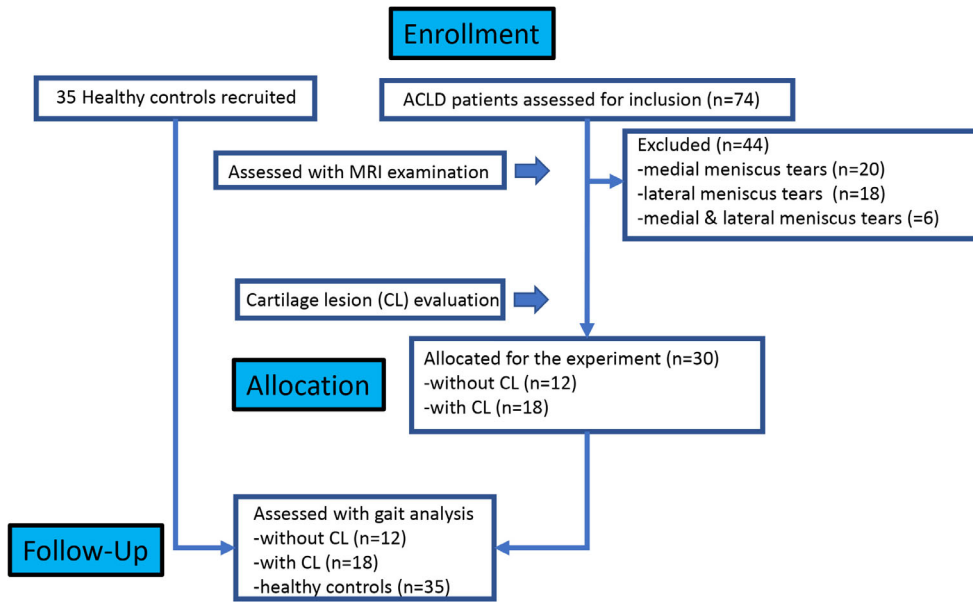 Enrollment
35 Healthy controls recruited
ACLD patients assessed for inclusion (n=74)
Assessed with MRI examination
Excluded (n=44)
-medial meniscus tears (n=20)
-lateral meniscus tears (n=18)
-medial & lateral meniscus tears (=6)
Cartilage lesion (CL) evaluation
Allocation
Allocated for the experiment (n=30)
-without CL (n=12)
-with CL (n=18)
Follow-Up
Assessed with gait analysis
-without CL (n=12)
-with CL (n=18)
-healthy controls (n=35)